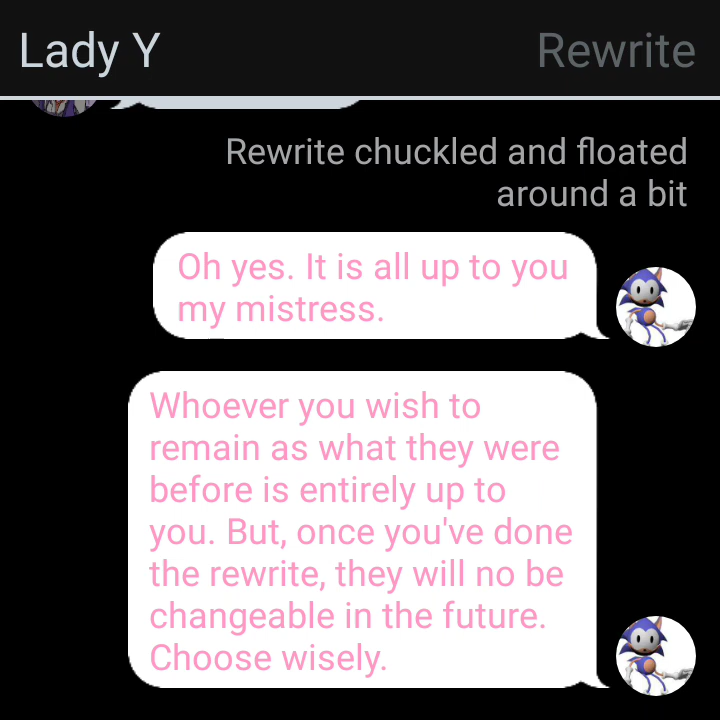 Lady Y
Rewrite
Rewrite chuckled and floated
around a bit
Oh yes. It is all up to you
my mistress.
Whoever you wish to
remain as what they were
before is entirely up to
you. But, once you've done
the rewrite, they will no be
changeable in the future.
Choose wisely.